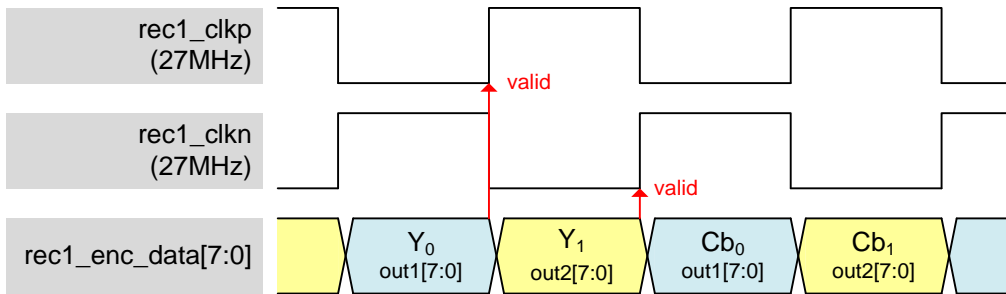 rec1_clkp
(27MHz)
valid
rec1_clkn
(27MHz)
valid
rec1_enc_data[7:0]
Y0
out1[7:0]
Y1
out2[7:0]
Cb0
out1[7:0]
Cb1
out2[7:0]